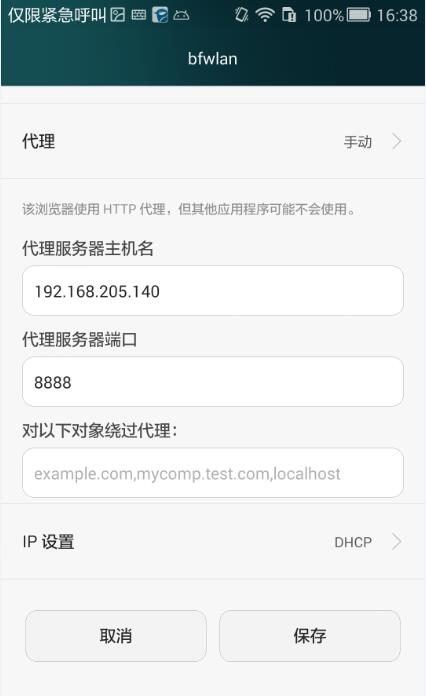 仅限紧急呼叫 100% 16:38
bfwlan
代理 手动
该浏览器使用 HTTP 代理，但其他应用程序可能不会使用。
代理服务器主机名
192.168.205.140
代理服务器端口
8888
对以下对象绕过代理：
example.com,mycomp.test.com,localhost
IP 设置 DHCP
取消 保存